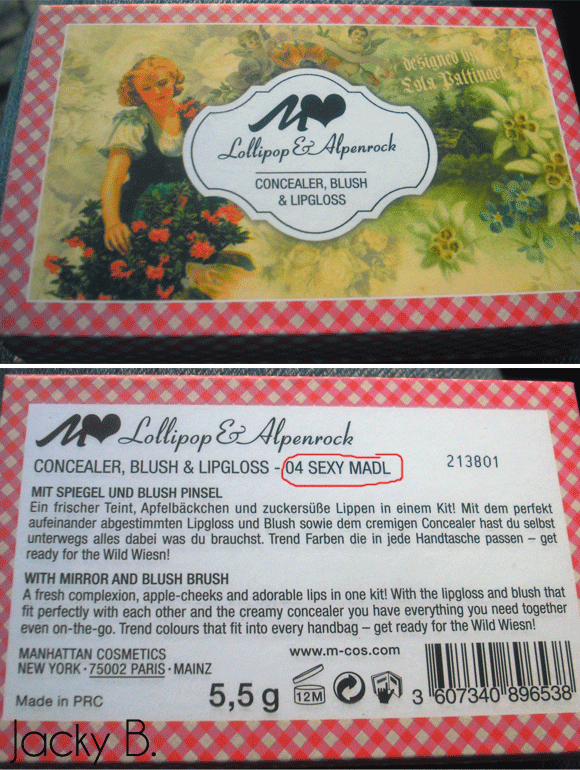 designed by
Lola Paltinger
M
Lollipop & Alpenrock
CONCEALER, BLUSH
& LIPGLOSS
M Lollipop & Alpenrock
CONCEALER, BLUSH & LIPGLOSS - 04 SEXY MADL
213801
MIT SPIEGEL UND BLUSH PINSEL
Ein frischer Teint, Apfelbäckchen und zuckersüße Lippen in einem Kit! Mit dem perfekt
aufeinander abgestimmten Lipgloss und Blush sowie dem cremigen Concealer hast du selbst
unterwegs alles dabei was du brauchst. Trend Farben die in jede Handtasche passen – get
ready for the Wild Wiesn!
WITH MIRROR AND BLUSH BRUSH
A fresh complexion, apple-cheeks and adorable lips in one kit! With the lipgloss and blush that
fit perfectly with each other and the creamy concealer you have everything you need together
even on-the-go. Trend colours that fit into every handbag – get ready for the Wild Wiesn!
MANHATTAN COSMETICS
NEW YORK · 75002 PARIS · MAINZ
www.m-cos.com
Made in PRC
5,5 g
12M
3 607340 896538
Jacky B.